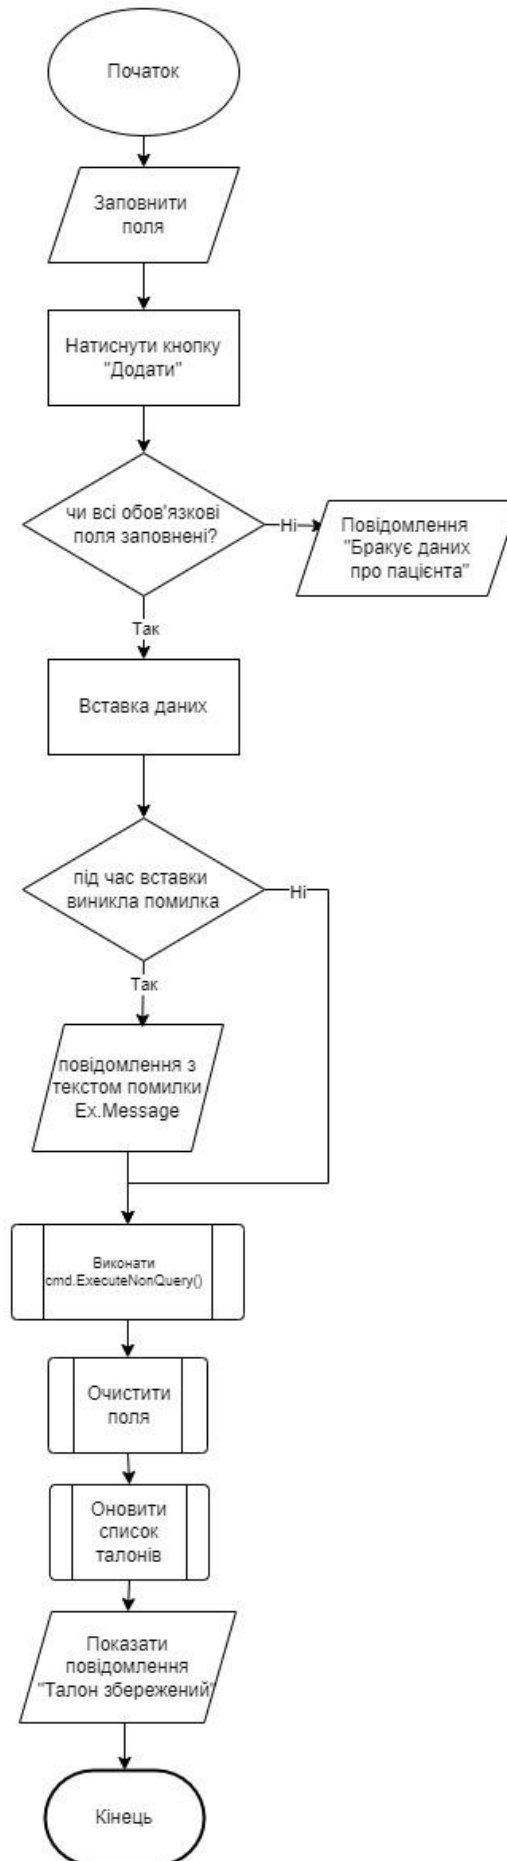 Початок
Заповнити
поля
Натиснути кнопку
"Додати"
чи всі обов'язкові
поля заповнені?
Ні
Повідомлення
"Бракує даних
про пацієнта"
Так
Вставка даних
під час вставки
виникла помилка
Ні
Так
повідомлення з
текстом помилки
Ex.Message
Виконати
cmd.ExecuteNonQuery()
Очистити
поля
Оновити
список
талонів
Показати
повідомлення
"Талон збережений"
Кінець